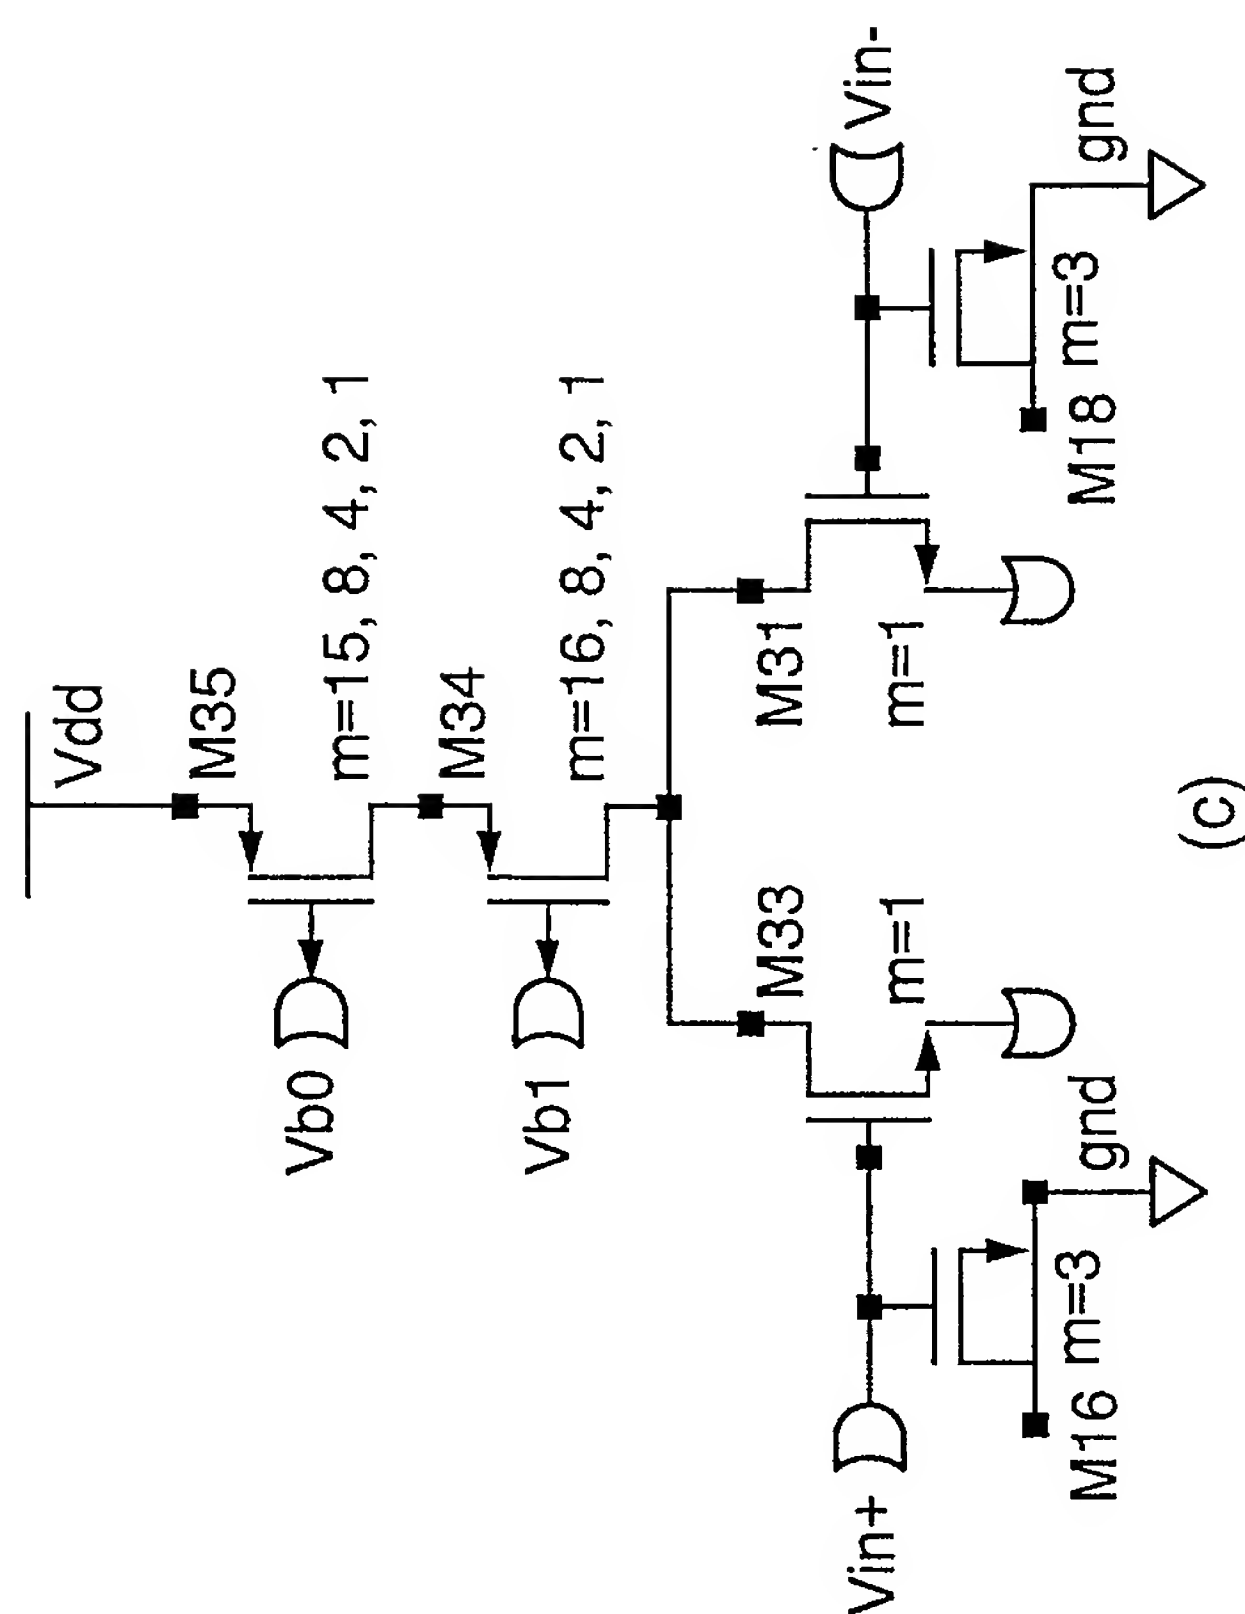 Vdd
M35
m=15, 8, 4, 2, 1
Vb0
M34
m=16, 8, 4, 2, 1
Vb1
M33
m=1
M31
m=1
Vin+
Vin-
M16 m=3
gnd
M18 m=3
gnd
(c)